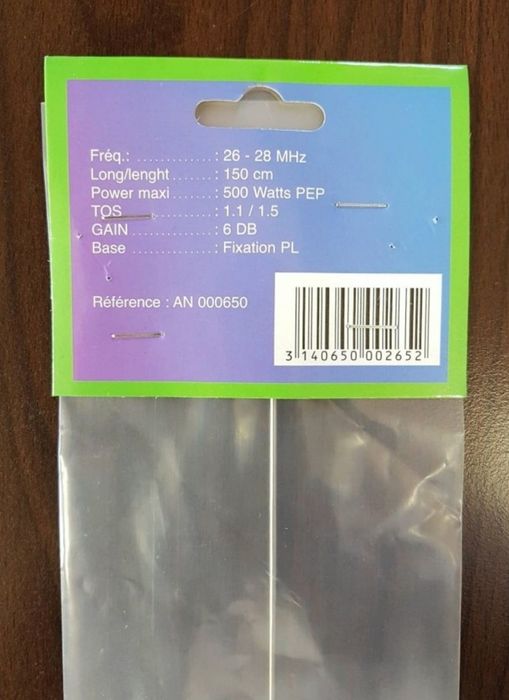 Fréq.: ............... : 26 - 28 MHz
Long/lenght ....... : 150 cm
Power maxi ....... : 500 Watts PEP
TOS ............... : 1.1 / 1.5
GAIN ............... : 6 DB
Base ............... : Fixation PL
Référence : AN 000650
3 140650 002652